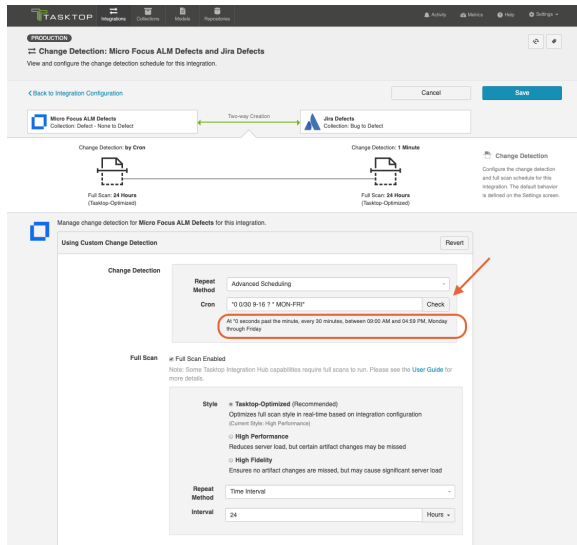 TASKTOP
Integrations
Collections
Models
Repositories
Activity
Metrics
Help
Settings
PRODUCTION
Change Detection: Micro Focus ALM Defects and Jira Defects
View and configure the change detection schedule for this integration.
Back to Integration Configuration
Cancel
Save
Micro Focus ALM Defects
Collection: Defect - None to Defect
Two-way Creation
Jira Defects
Collection: Bug to Defect
Change Detection: by Cron
Change Detection: 1 Minute
Full Scan: 24 Hours
(Tasktop-Optimized)
Full Scan: 24 Hours
(Tasktop-Optimized)
Change Detection
Configure the change detection
and full scan schedule for this
integration. The default behavior
is defined on the Settings screen.
Manage change detection for Micro Focus ALM Defects for this integration.
Using Custom Change Detection
Revert
Change Detection
Repeat
Method
Advanced Scheduling
Cron
"0 0/30 9-16 ? * MON-FRI"
Check
At "0 seconds past the minute, every 30 minutes, between 09:00 AM and 04:59 PM, Monday
through Friday
Full Scan
Full Scan Enabled
Note: Some Tasktop Integration Hub capabilities require full scans to run. Please see the User Guide for
more details.
Style
Tasktop-Optimized (Recommended)
Optimizes full scan style in real-time based on integration configuration
(Current Style: High Performance)
High Performance
Reduces server load, but certain artifact changes may be missed
High Fidelity
Ensures no artifact changes are missed, but may cause significant server load
Repeat
Method
Time Interval
Interval
24
Hours